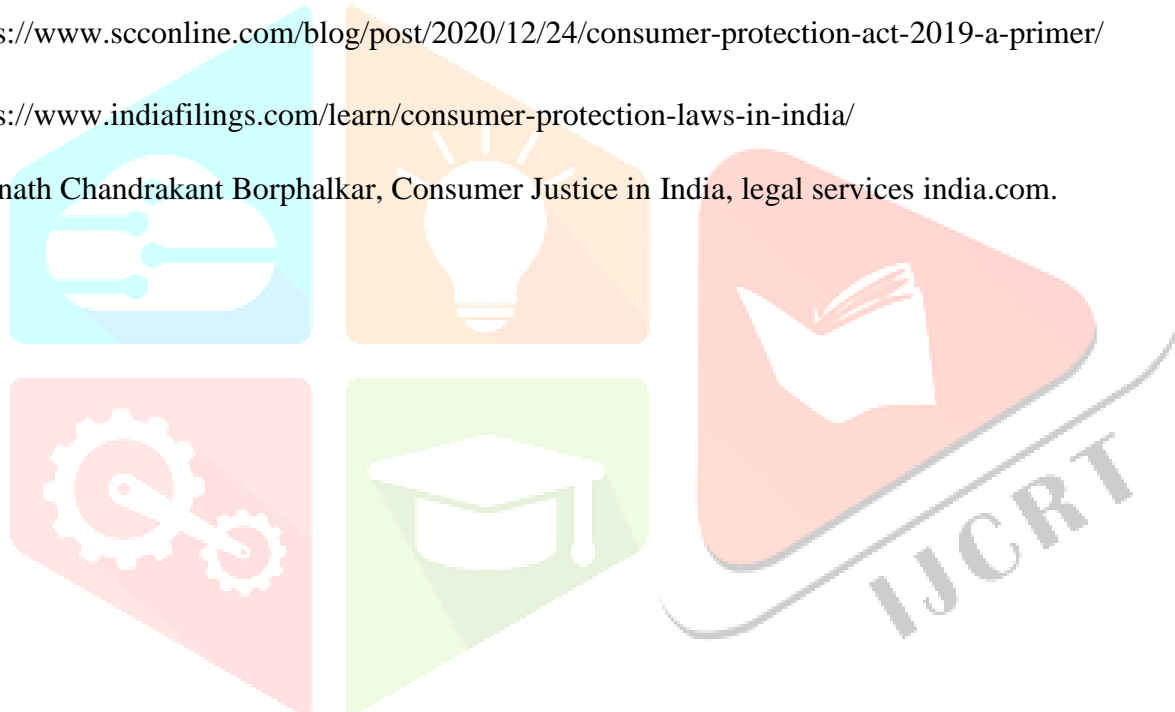 s://www.scconline.com/blog/post/2020/12/24/consumer-protection-act-2019-a-primer/
s://www.indiafilings.com/learn/consumer-protection-laws-in-india/
nath Chandrakant Borphalkar, Consumer Justice in India, legal services india.com.
IJCRT